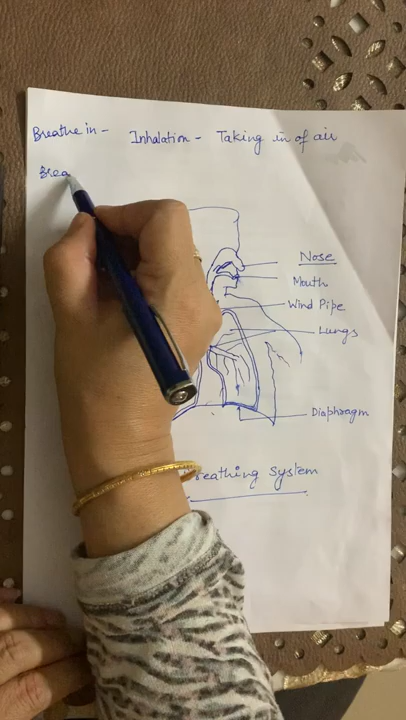 Breathe in - Inhalation - Taking in of air
Brea
Nose
Mouth
Wind Pipe
Lungs
Diaphragm
reathing System